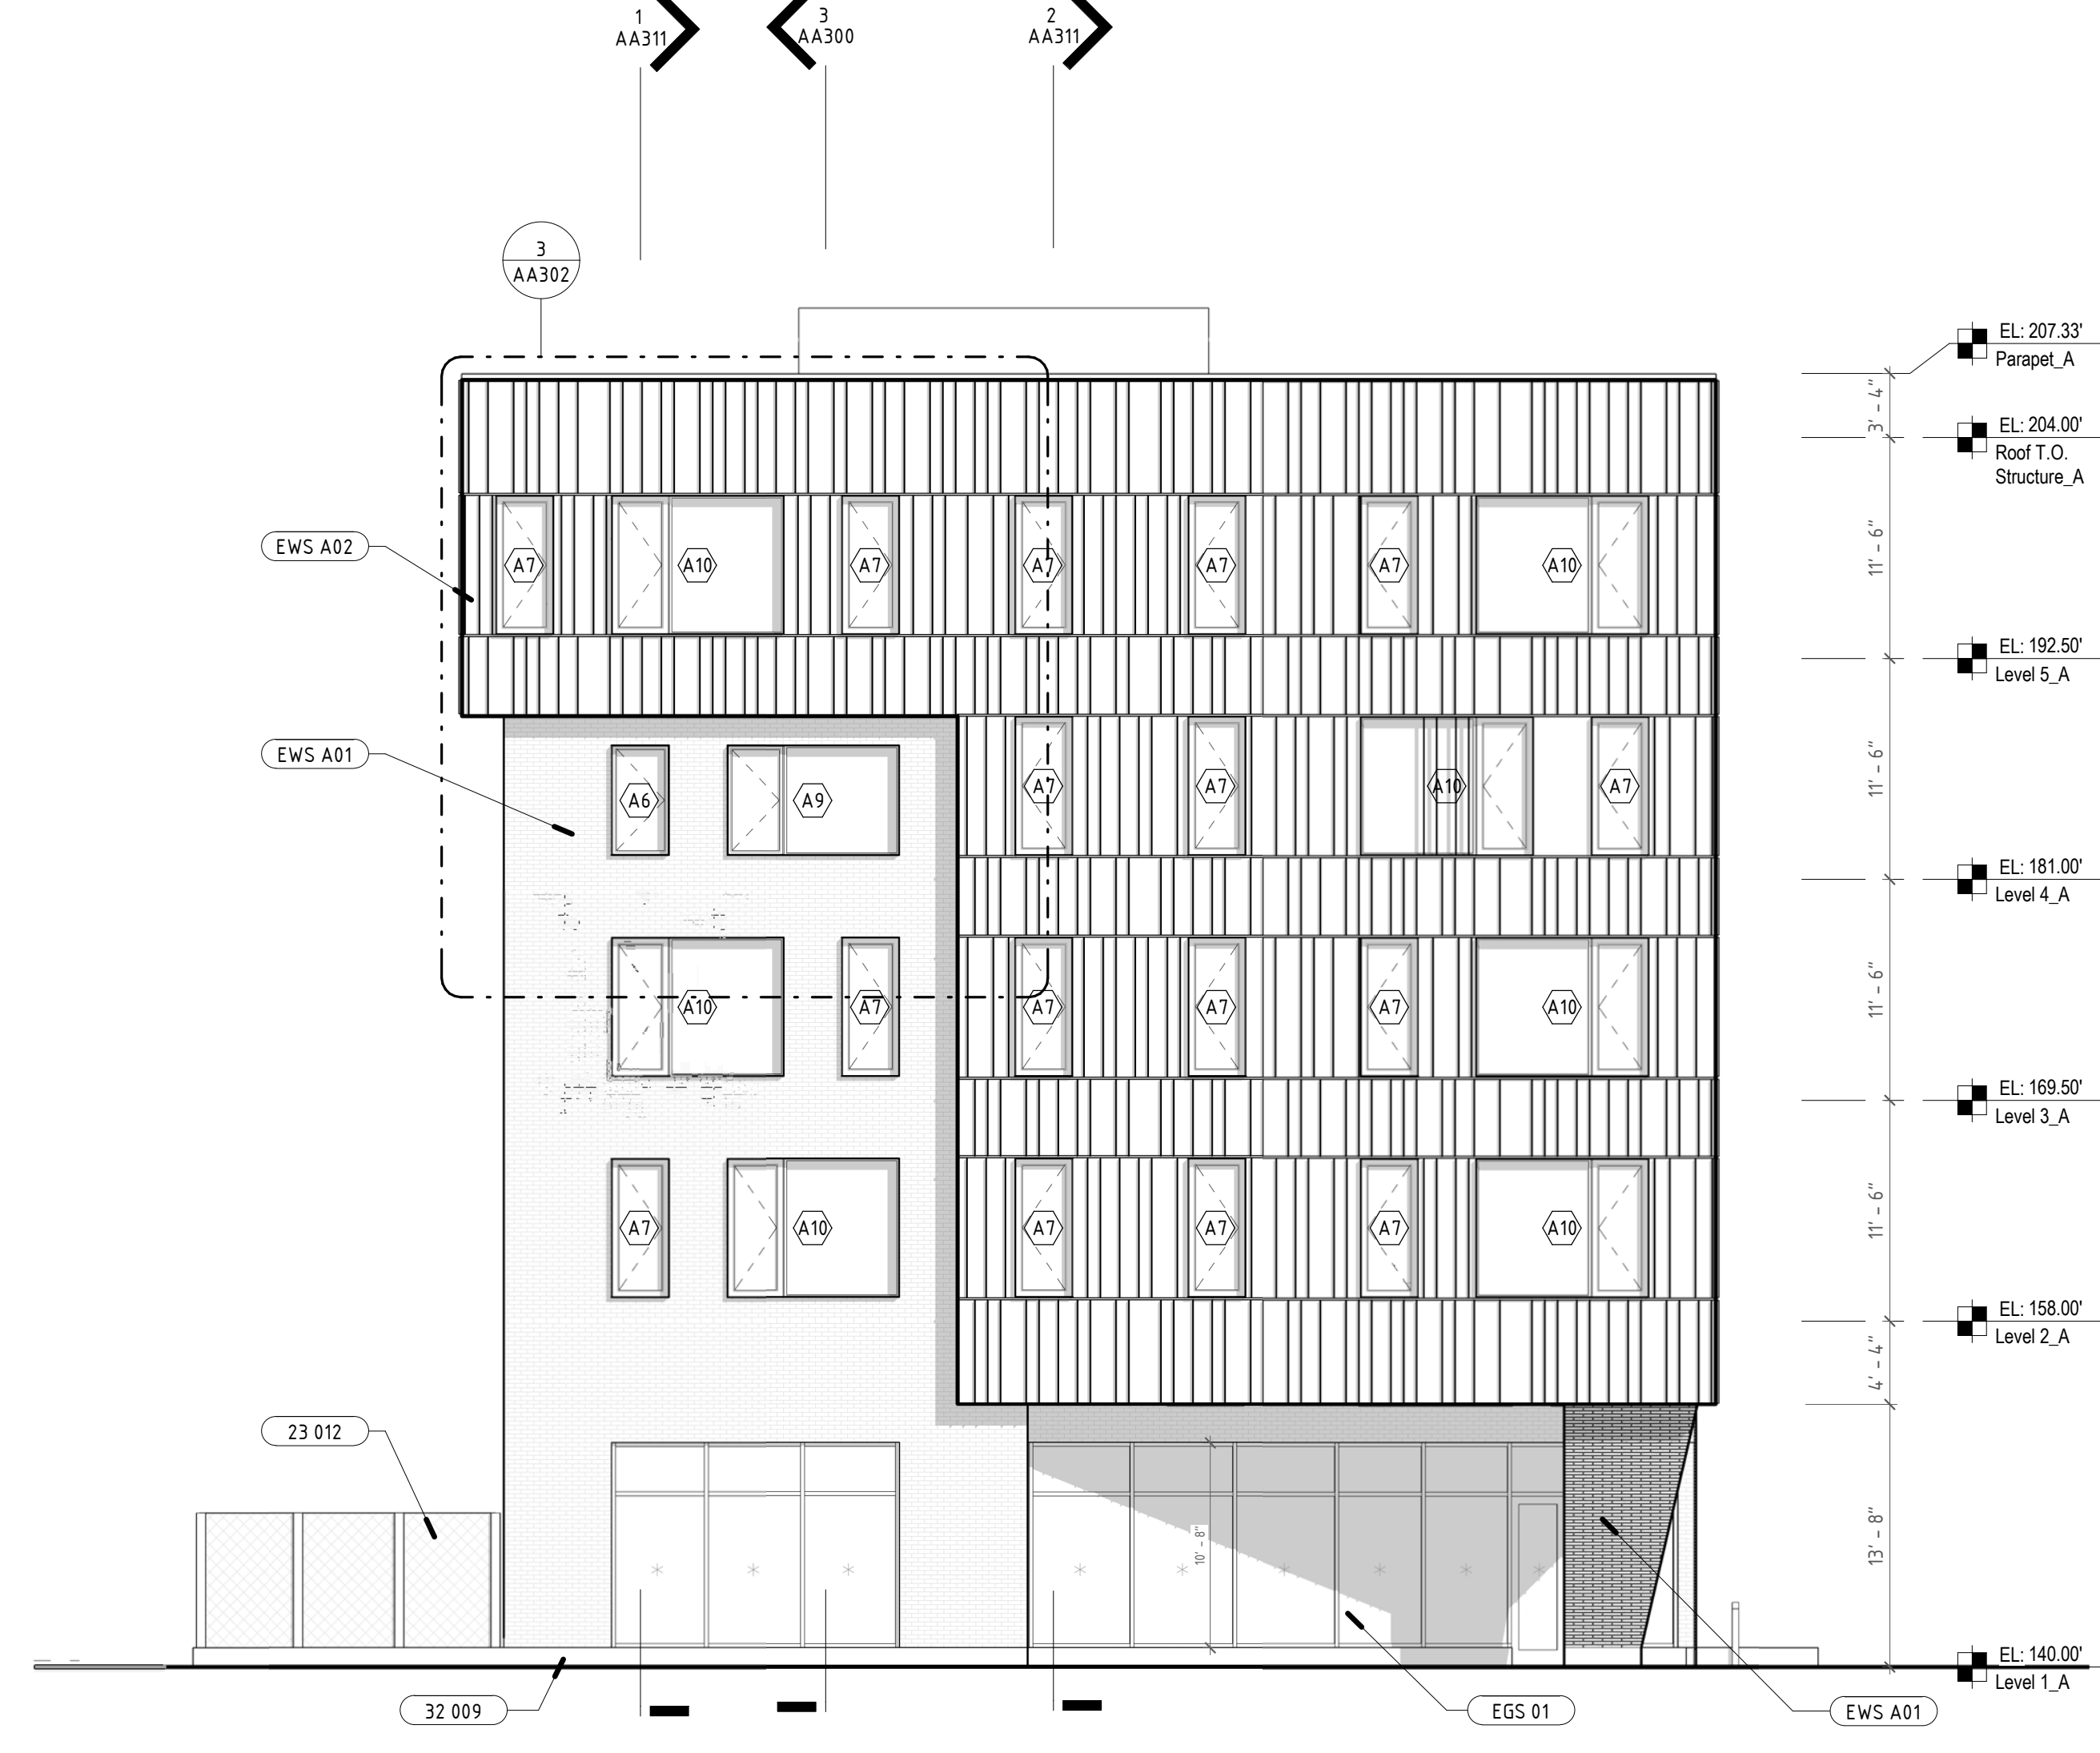 1
AA311
3
AA300
2
AA311
3
AA302
EL: 207.33'
Parapet_A
3' - 4"
EL: 204.00'
Roof T.O.
Structure_A
11' - 6"
EWS A02
A7
A10
A7
A7
A7
A7
A10
EL: 192.50'
Level 5_A
EWS A01
A6
A9
A7
A7
A10
A7
11' - 6"
EL: 181.00'
Level 4_A
A10
A7
A7
A7
A7
A10
11' - 6"
EL: 169.50'
Level 3_A
A7
A10
A7
A7
A7
A10
11' - 6"
EL: 158.00'
Level 2_A
4' - 4"
23 012
10' - 8"
13' - 8"
EL: 140.00'
Level 1_A
32 009
EGS 01
EWS A01